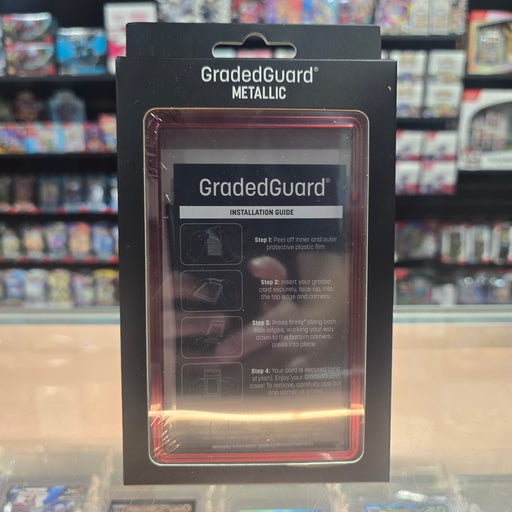 GradedGuard®
METALLIC
GradedGuard®
INSTALLATION GUIDE
Step 1: Peel off inner and outer
protective plastic film.
Step 2: Insert your graded
card securely, face-up, into
the top edge and corners.
Step 3: Press firmly* along both
side edges, working your way
down to the bottom corners;
press into place.
Step 4: Your card is secured (and
stylish!). Enjoy your GradedGuard
case! To remove, carefully pop out
one corner at a time.